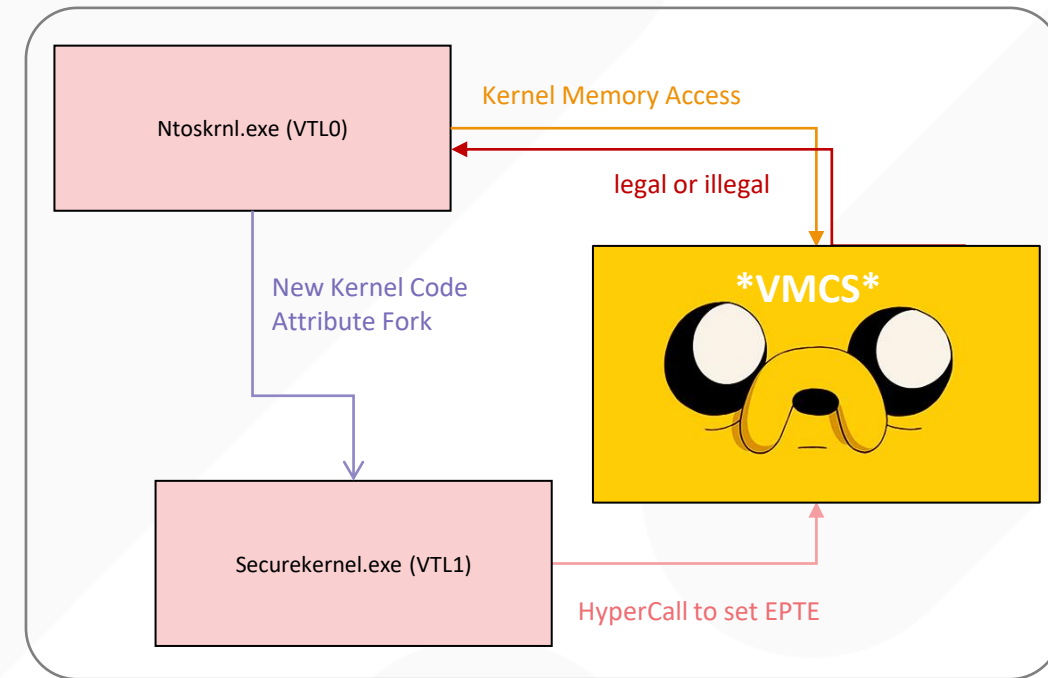 Kernel Memory Access
Ntoskrnl.exe (VTL0)
legal or illegal
*VMCS*
New Kernel Code
Attribute Fork
Securekernel.exe (VTL1)
HyperCall to set EPTE